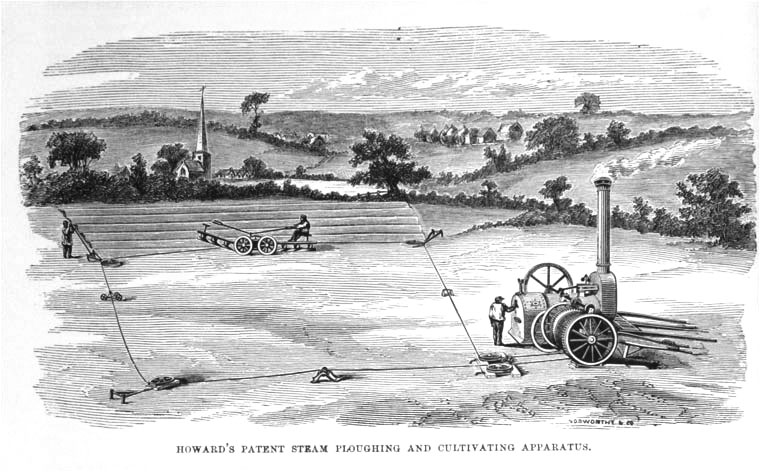 HOWARD'S PATENT STEAM PLOUGHING AND CULTIVATING APPARATUS.